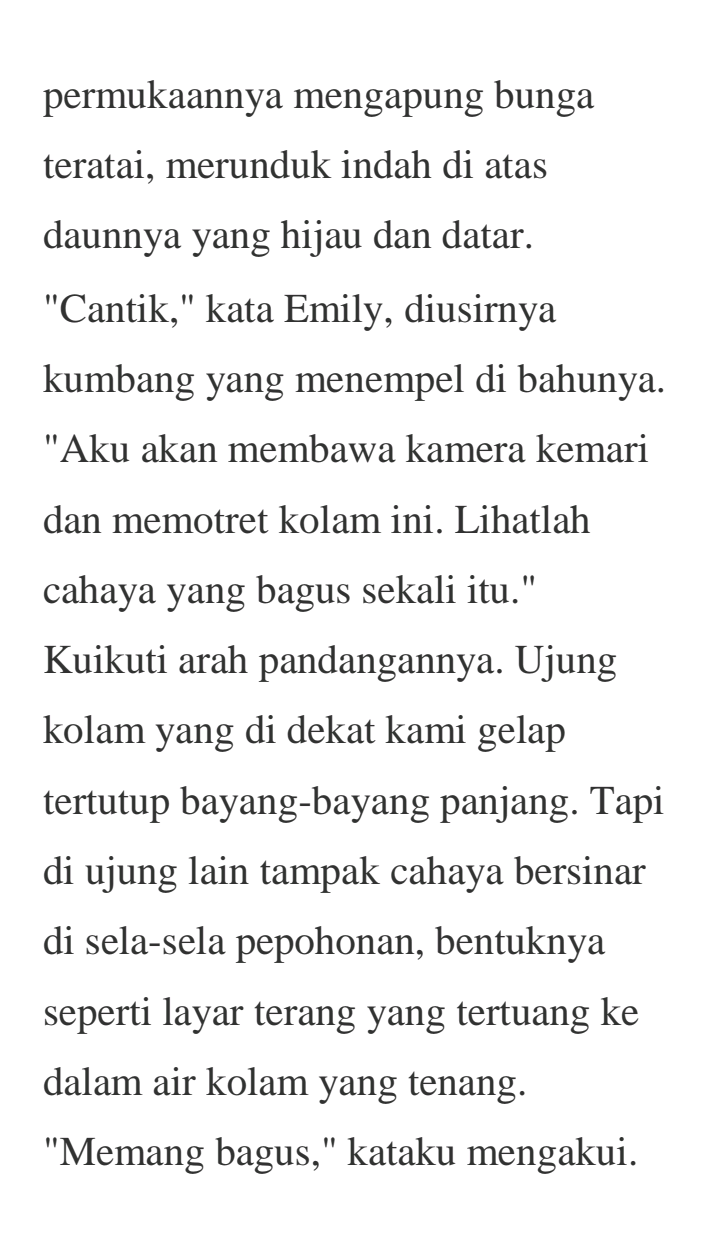 permukaannya mengapung bunga
teratai, merunduk indah di atas
daunnya yang hijau dan datar.
"Cantik," kata Emily, diusirnya
kumbang yang menempel di bahunya.
"Aku akan membawa kamera kemari
dan memotret kolam ini. Lihatlah
cahaya yang bagus sekali itu."
Kuikuti arah pandangannya. Ujung
kolam yang di dekat kami gelap
tertutup bayang-bayang panjang. Tapi
di ujung lain tampak cahaya bersinar
di sela-sela pepohonan, bentuknya
seperti layar terang yang tertuang ke
dalam air kolam yang tenang.
"Memang bagus," kataku mengakui.